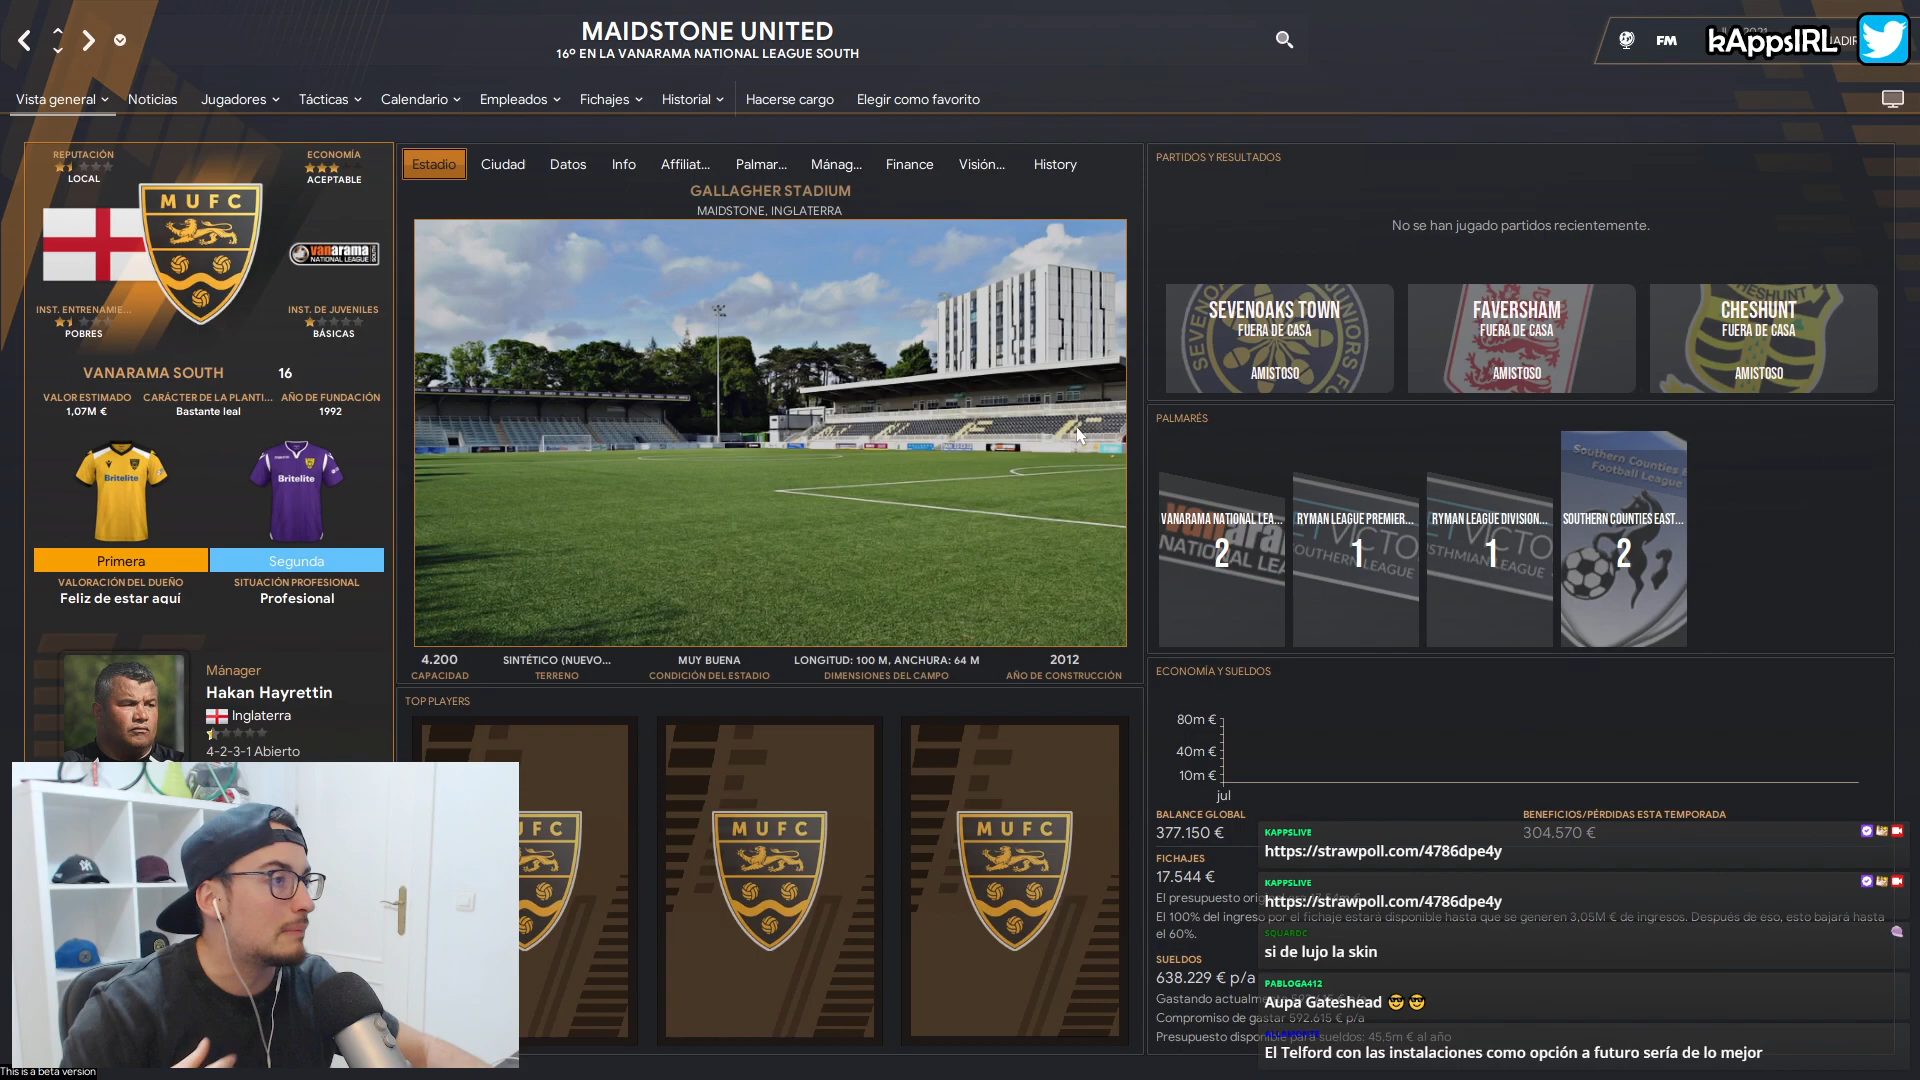 MAIDSTONE UNITED
16º EN LA VANARAMA NATIONAL LEAGUE SOUTH
FM
kAppsIRL
Vista general
Noticias
Jugadores
Tácticas
Calendario
Empleados
Fichajes
Historial
Hacerse cargo
Elegir como favorito
REPUTACIÓN
LOCAL
ECONOMÍA
ACEPTABLE
MUFC
vanarama
NATIONAL LEAGUE
INST. ENTRENAMIE...
POBRES
INST. DE JUVENILES
BÁSICAS
VANARAMA SOUTH
16
VALOR ESTIMADO
1,07M €
CARÁCTER DE LA PLANTI...
Bastante leal
AÑO DE FUNDACIÓN
1992
Britelite
Britelite
Primera
Segunda
VALORACIÓN DEL DUEÑO
Feliz de estar aquí
SITUACIÓN PROFESIONAL
Profesional
Mánager
Hakan Hayrettin
Inglaterra
4-2-3-1 Abierto
Estadio
Ciudad
Datos
Info
Affiliat...
Palmar...
Mánag...
Finance
Visión...
History
GALLAGHER STADIUM
MAIDSTONE, INGLATERRA
4.200
CAPACIDAD
SINTÉTICO (NUEVO...
TERRENO
MUY BUENA
CONDICIÓN DEL ESTADIO
LONGITUD: 100 M, ANCHURA: 64 M
DIMENSIONES DEL CAMPO
2012
AÑO DE CONSTRUCCIÓN
TOP PLAYERS
MUFC
MUFC
PARTIDOS Y RESULTADOS
No se han jugado partidos recientemente.
SEVENOAKS TOWN
FUERA DE CASA
AMISTOSO
FAVERSHAM
FUERA DE CASA
AMISTOSO
CHESHUNT
FUERA DE CASA
AMISTOSO
PALMARÉS
VANARAMA NATIONAL LEA...
2
RYMAN LEAGUE PREMIER...
1
RYMAN LEAGUE DIVISION...
1
SOUTHERN COUNTIES EAST...
2
Southern Counties
Football League
ECONOMÍA Y SUELDOS
80m €
40m €
10m €
jul
BALANCE GLOBAL
377.150 €
BENEFICIOS/PÉRDIDAS ESTA TEMPORADA
304.570 €
FICHAJES
17.544 €
El presupuesto
El 100% del ingreso por el fichaje estará disponible hasta que se generen 3,05M € de ingresos. Después de eso, esto bajará hasta
el 60%.
SUELDOS
638.229 € p/a
Gastando
Compromiso de gastar 592.615 € p/a
Presupuesto disponible para sueldos: 45,5m € al año
KAPPSLIVE
https://strawpoll.com/4786dpe4y
KAPPSLIVE
https://strawpoll.com/4786dpe4y
SQUARDC
si de lujo la skin
PABLOGA412
Aupa Gateshead 😎 😎
El Telford con las instalaciones como opción a futuro sería de lo mejor
This is a beta version